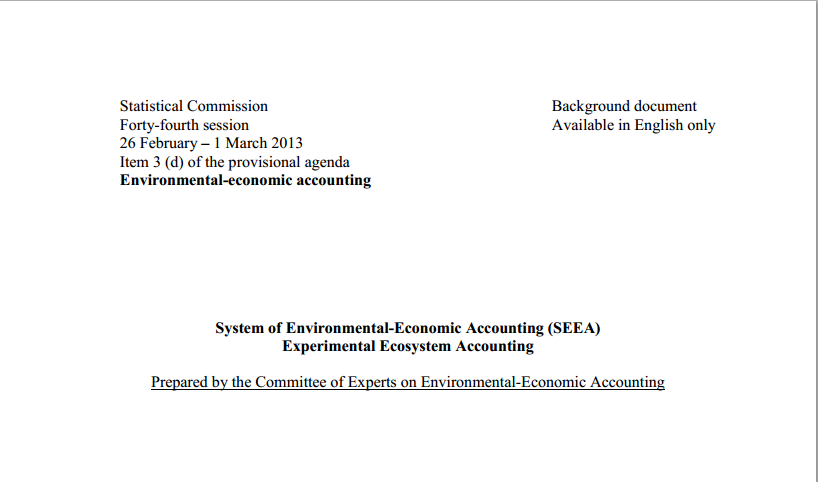 Statistical Commission
Forty-fourth session
26 February – 1 March 2013
Item 3 (d) of the provisional agenda
Environmental-economic accounting
Background document
Available in English only
System of Environmental-Economic Accounting (SEEA)
Experimental Ecosystem Accounting
Prepared by the Committee of Experts on Environmental-Economic Accounting